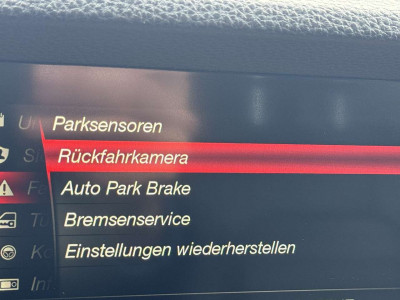 Parksensoren
Rückfahrkamera
Auto Park Brake
Bremsenservice
Einstellungen wiederherstellen